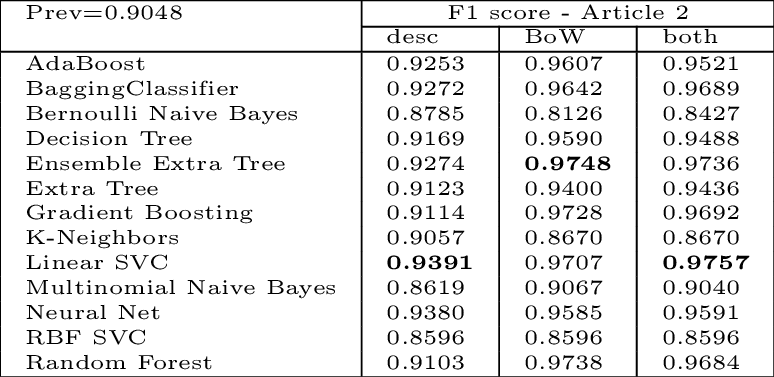 Prev=0.9048 F1 score - Article 2
desc BoW both
AdaBoost 0.9253 0.9607 0.9521
BaggingClassifier 0.9272 0.9642 0.9689
Bernoulli Naive Bayes 0.8785 0.8126 0.8427
Decision Tree 0.9169 0.9590 0.9488
Ensemble Extra Tree 0.9274 0.9748 0.9736
Extra Tree 0.9123 0.9400 0.9436
Gradient Boosting 0.9114 0.9728 0.9692
K-Neighbors 0.9057 0.8670 0.8670
Linear SVC 0.9391 0.9707 0.9757
Multinomial Naive Bayes 0.8619 0.9067 0.9040
Neural Net 0.9380 0.9585 0.9591
RBF SVC 0.8596 0.8596 0.8596
Random Forest 0.9103 0.9738 0.9684